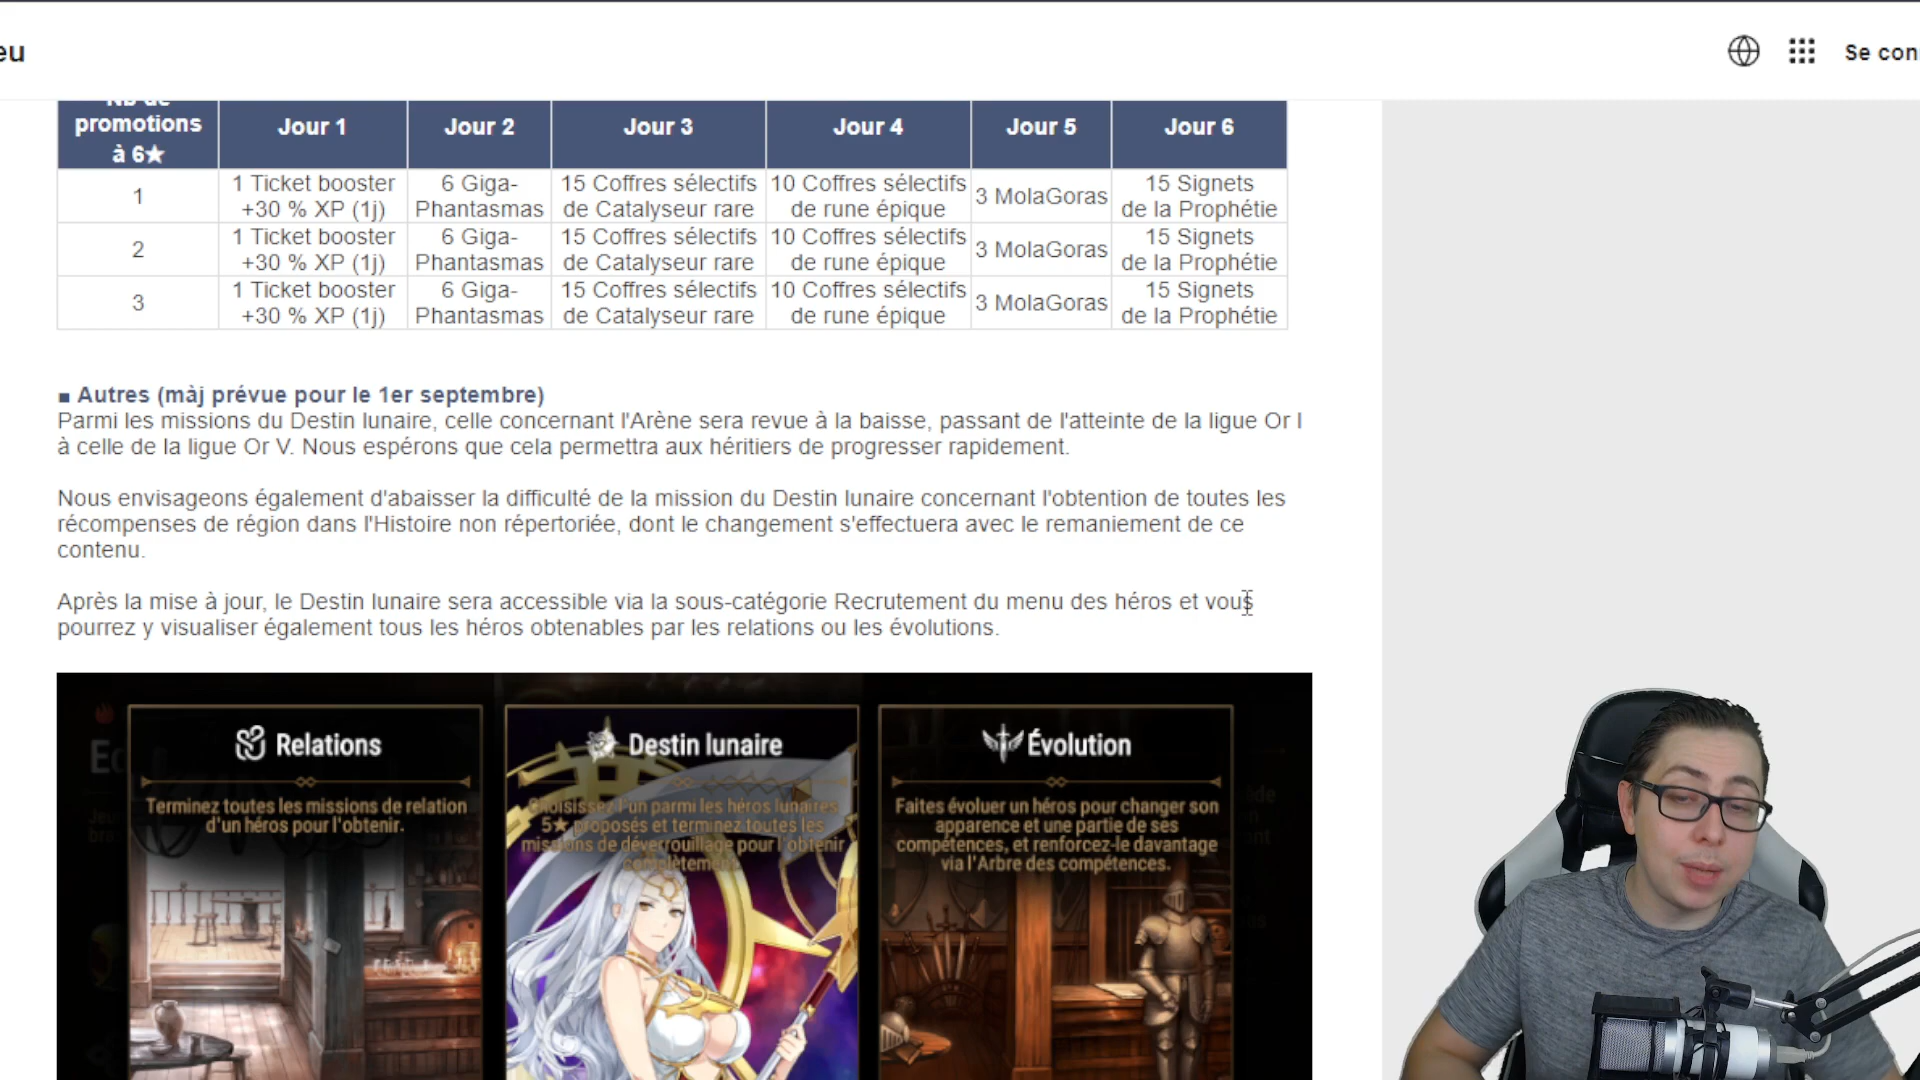 eu
Se con
Nb de
promotions
à 6★
Jour 1
Jour 2
Jour 3
Jour 4
Jour 5
Jour 6
1
1 Ticket booster
+30 % XP (1j)
6 Giga-
Phantasmas
15 Coffres sélectifs
de Catalyseur rare
10 Coffres sélectifs
de rune épique
3 MolaGoras
15 Signets
de la Prophétie
2
1 Ticket booster
+30 % XP (1j)
6 Giga-
Phantasmas
15 Coffres sélectifs
de Catalyseur rare
10 Coffres sélectifs
de rune épique
3 MolaGoras
15 Signets
de la Prophétie
3
1 Ticket booster
+30 % XP (1j)
6 Giga-
Phantasmas
15 Coffres sélectifs
de Catalyseur rare
10 Coffres sélectifs
de rune épique
3 MolaGoras
15 Signets
de la Prophétie
■ Autres (màj prévue pour le 1er septembre)
Parmi les missions du Destin lunaire, celle concernant l'Arène sera revue à la baisse, passant de l'atteinte de la ligue Or I
à celle de la ligue Or V. Nous espérons que cela permettra aux héritiers de progresser rapidement.
Nous envisageons également d'abaisser la difficulté de la mission du Destin lunaire concernant l'obtention de toutes les
récompenses de région dans l'Histoire non répertoriée, dont le changement s'effectuera avec le remaniement de ce
contenu.
Après la mise à jour, le Destin lunaire sera accessible via la sous-catégorie Recrutement du menu des héros et vous
pourrez y visualiser également tous les héros obtenables par les relations ou les évolutions.
Relations
Terminez toutes les missions de relation
d'un héros pour l'obtenir.
Destin lunaire
Choisissez l'un parmi les héros lunaires
5★ proposés et terminez toutes les
missions de déverrouillage pour l'obtenir
complètement.
Évolution
Faites évoluer un héros pour changer son
apparence et une partie de ses
compétences, et renforcez-le davantage
via l'Arbre des compétences.